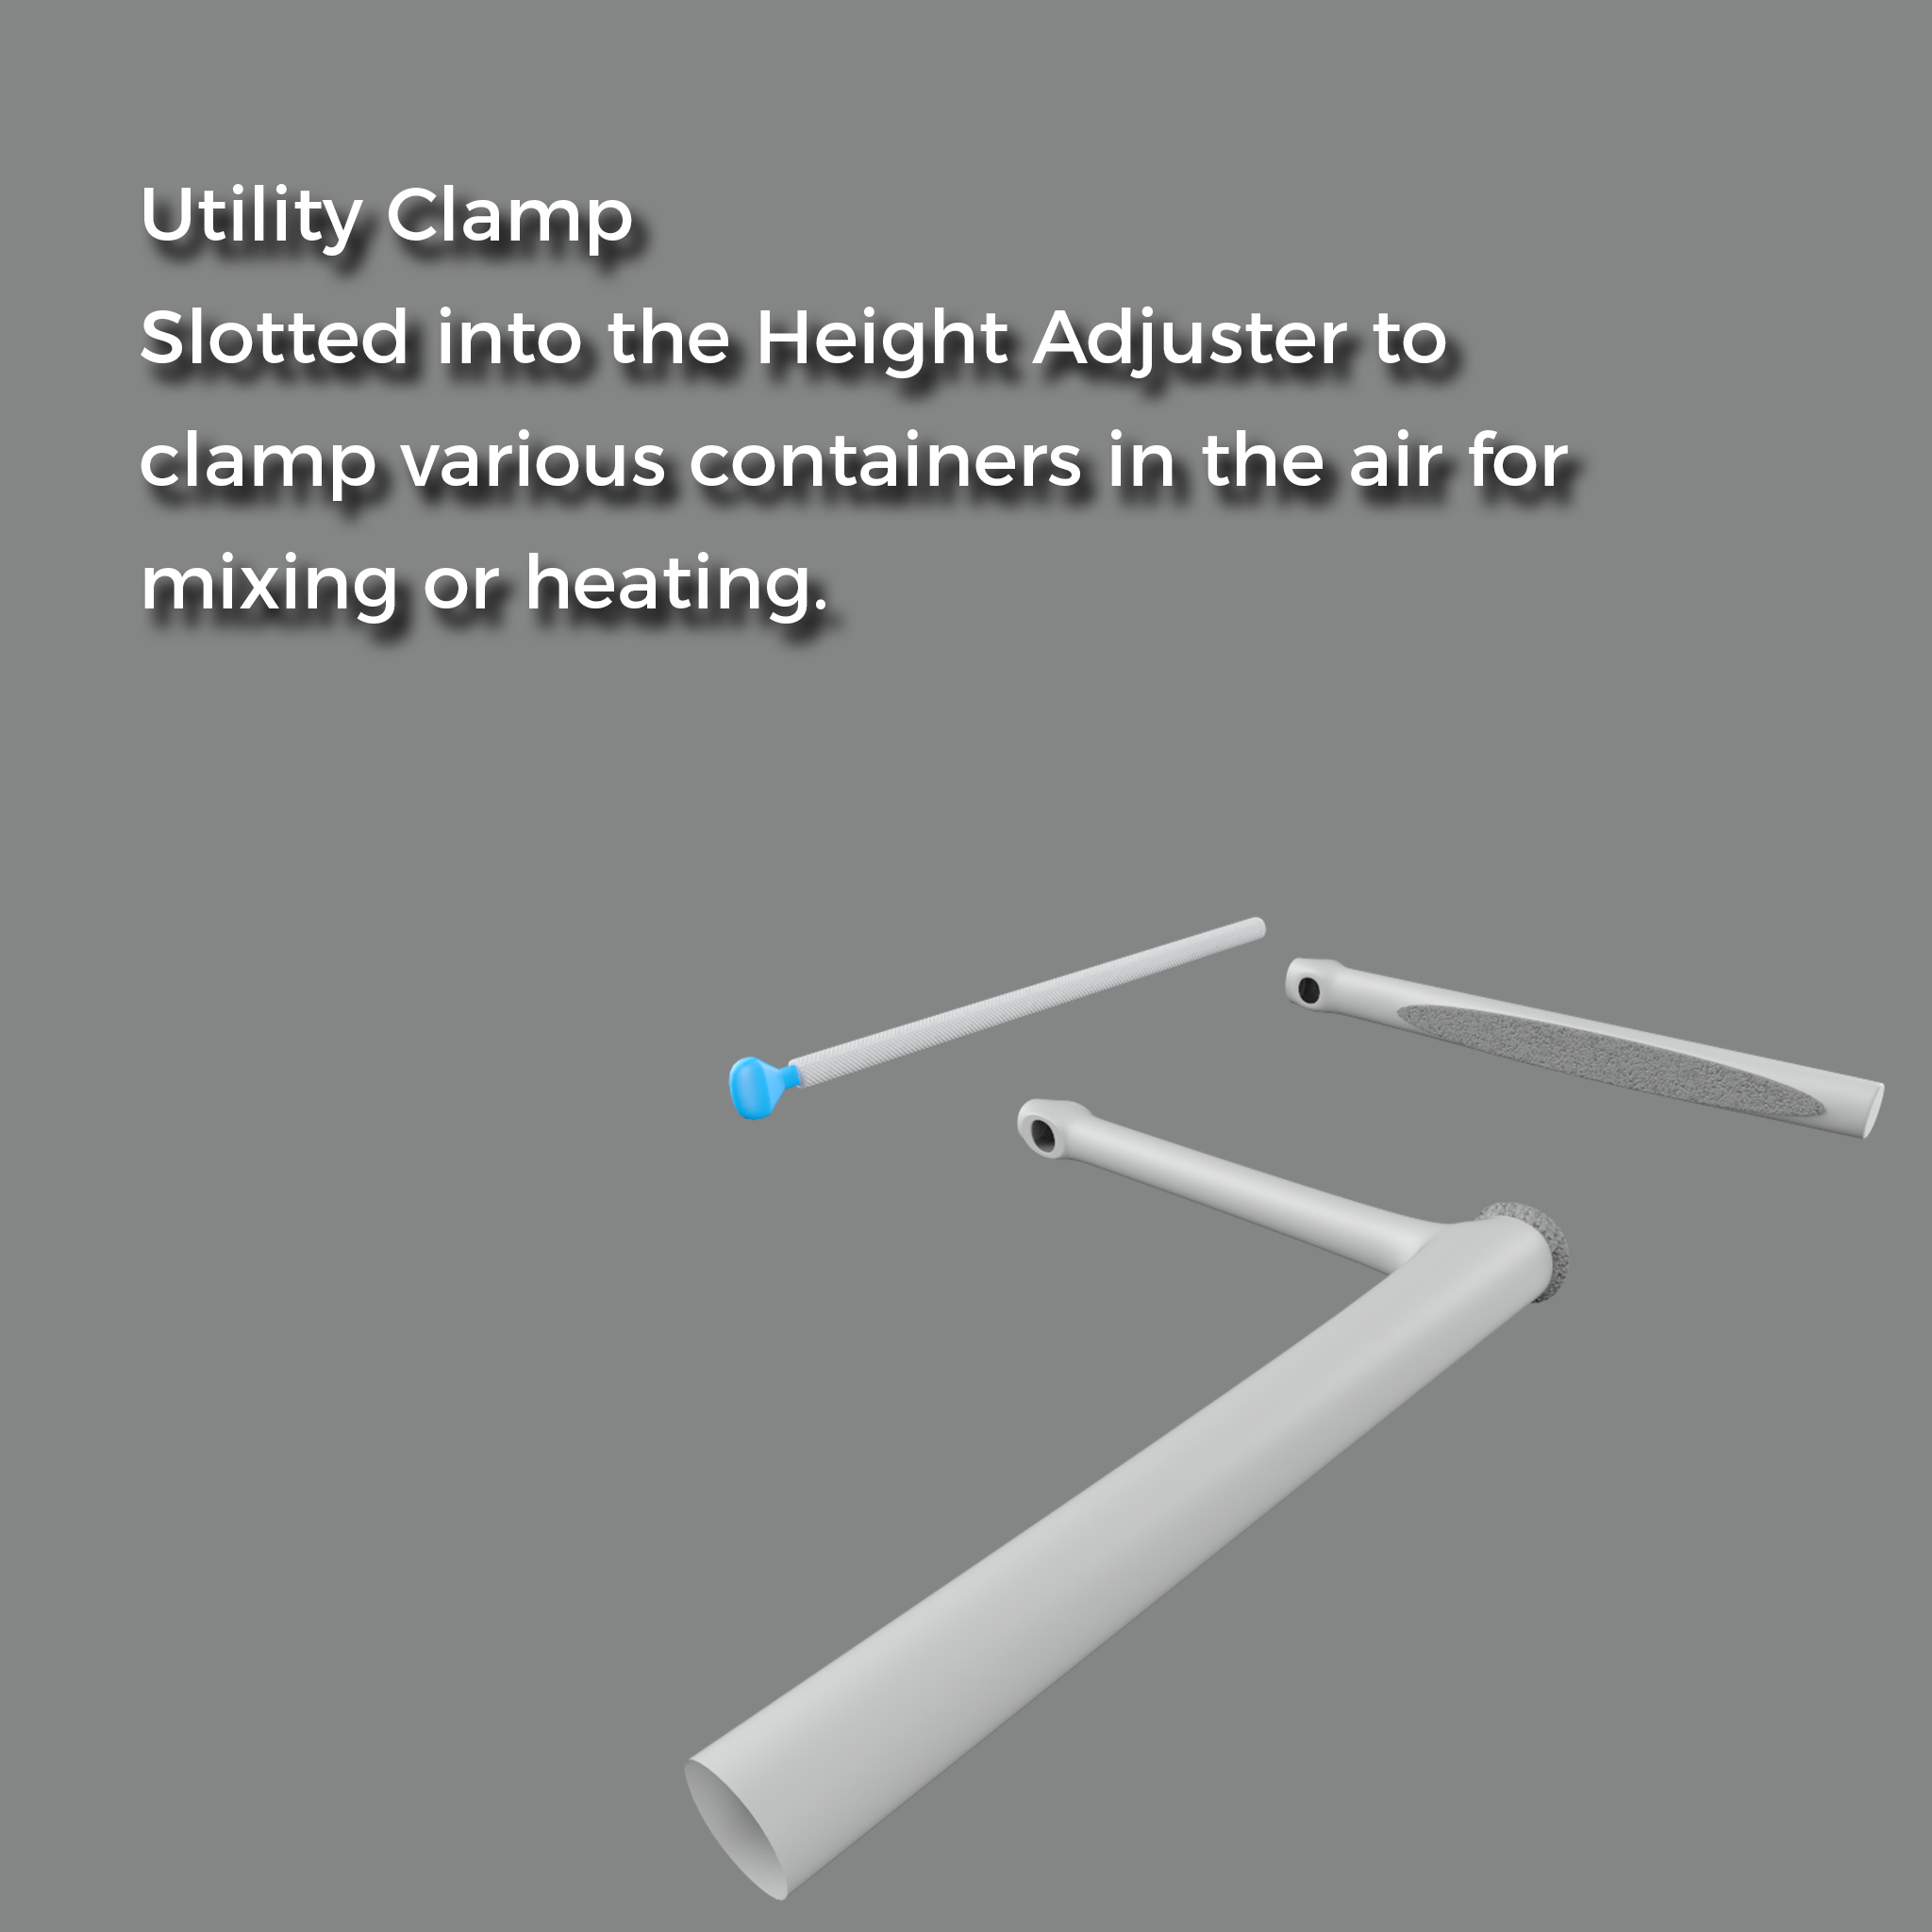 Utility Clamp
Slotted into the Height Adjuster to
clamp various containers in the air for
mixing or heating.